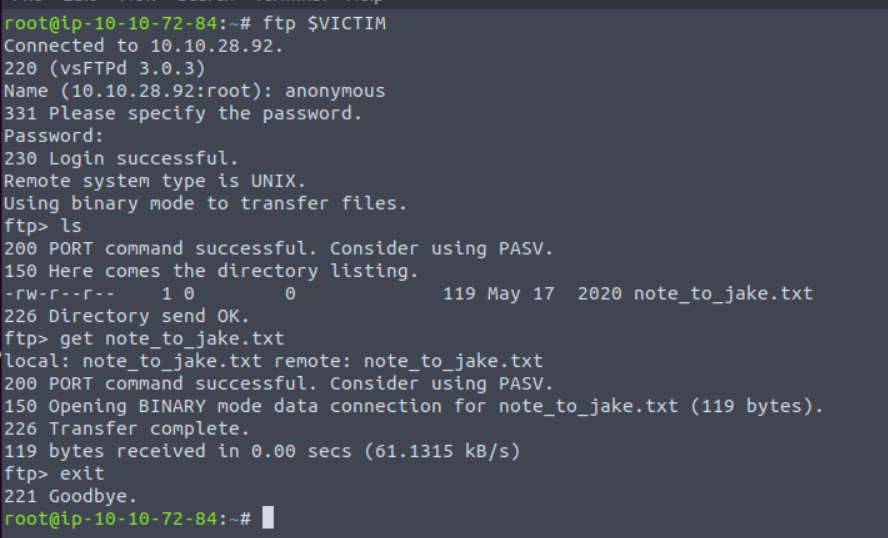 root@ip-10-10-72-84:~# ftp $VICTIM
Connected to 10.10.28.92.
220 (vsFTPd 3.0.3)
Name (10.10.28.92:root): anonymous
331 Please specify the password.
Password:
230 Login successful.
Remote system type is UNIX.
Using binary mode to transfer files.
ftp> ls
200 PORT command successful. Consider using PASV.
150 Here comes the directory listing.
-rw-r--r--    1 0        0             119 May 17  2020 note_to_jake.txt
226 Directory send OK.
ftp> get note_to_jake.txt
local: note_to_jake.txt remote: note_to_jake.txt
200 PORT command successful. Consider using PASV.
150 Opening BINARY mode data connection for note_to_jake.txt (119 bytes).
226 Transfer complete.
119 bytes received in 0.00 secs (61.1315 kB/s)
ftp> exit
221 Goodbye.
root@ip-10-10-72-84:~#